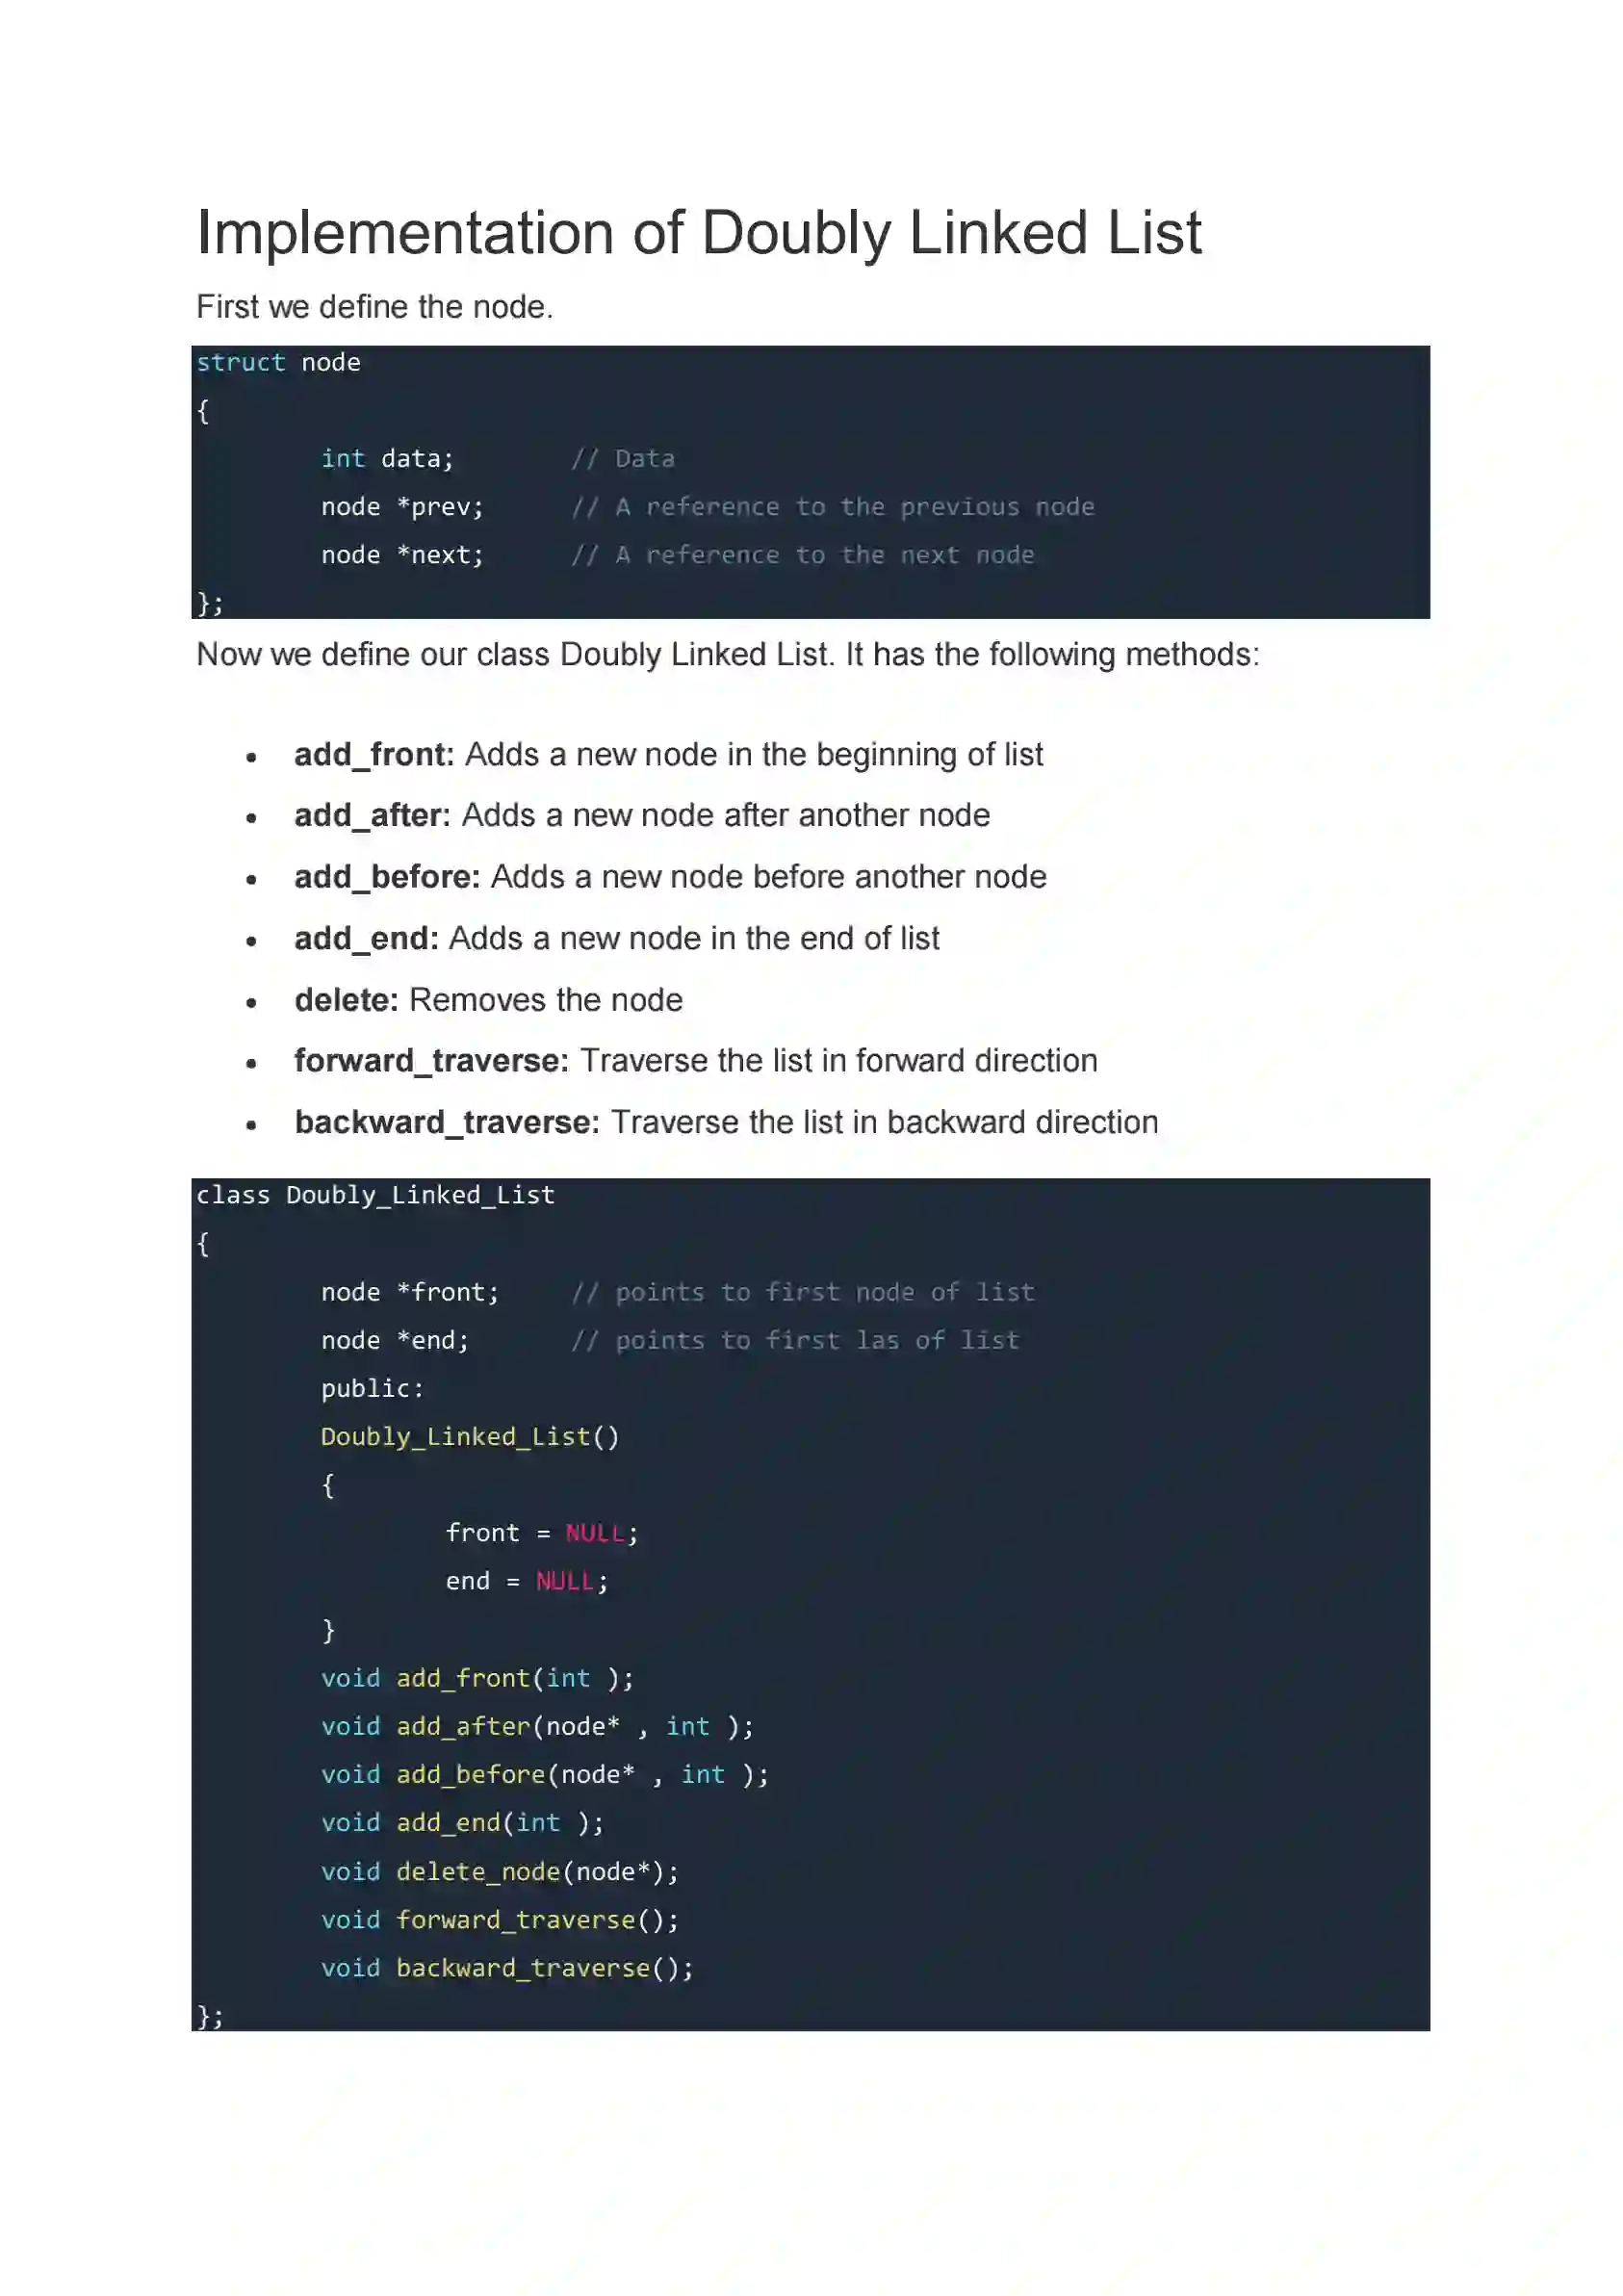 Implementation of Doubly Linked List
First we define the node.
struct node
{
int data; // Data
node *prev; // A reference to the previous node
node *next; // A reference to the next node
};
Now we define our class Doubly Linked List. It has the following methods:
• add_front: Adds a new node in the beginning of list
• add_after: Adds a new node after another node
• add_before: Adds a new node before another node
• add_end: Adds a new node in the end of list
• delete: Removes the node
• forward_traverse: Traverse the list in forward direction
• backward_traverse: Traverse the list in backward direction
class Doubly_Linked_List
{
node *front; // points to first node of list
node *end; // points to first las of list
public:
Doubly_Linked_List()
{
front = NULL;
end = NULL;
}
void add_front(int );
void add_after(node* , int );
void add_before(node* , int );
void add_end(int );
void delete_node(node*);
void forward_traverse();
void backward_traverse();
};